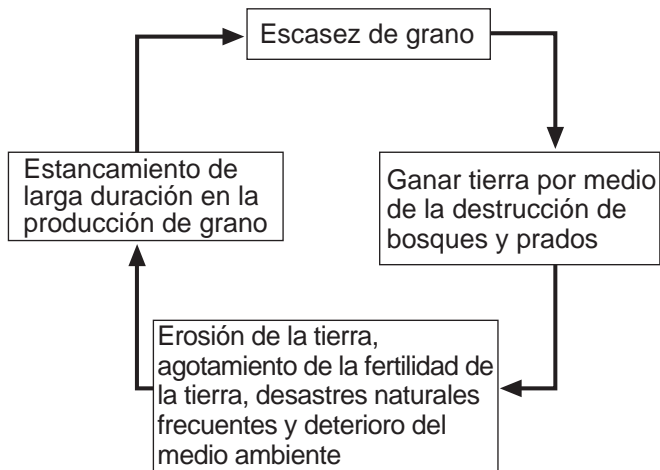 Escasez de grano
Estancamiento de
larga duración en la
producción de grano
Ganar tierra por medio
de la destrucción de
bosques y prados
Erosión de la tierra,
agotamiento de la fertilidad de
la tierra, desastres naturales
frecuentes y deterioro del
medio ambiente